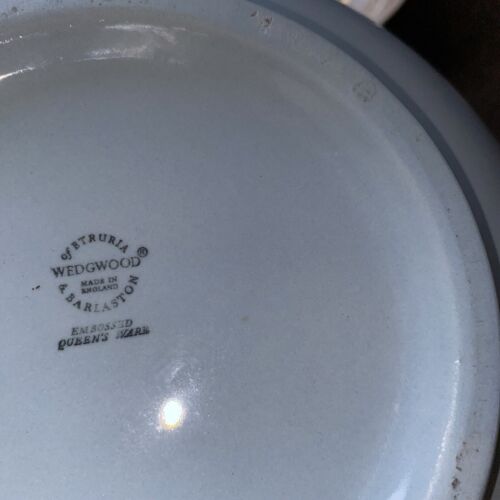 of ETRURIA ®
WEDGWOOD
MADE IN
ENGLAND
& BARLASTON
EMBOSSED
QUEEN'S WARE